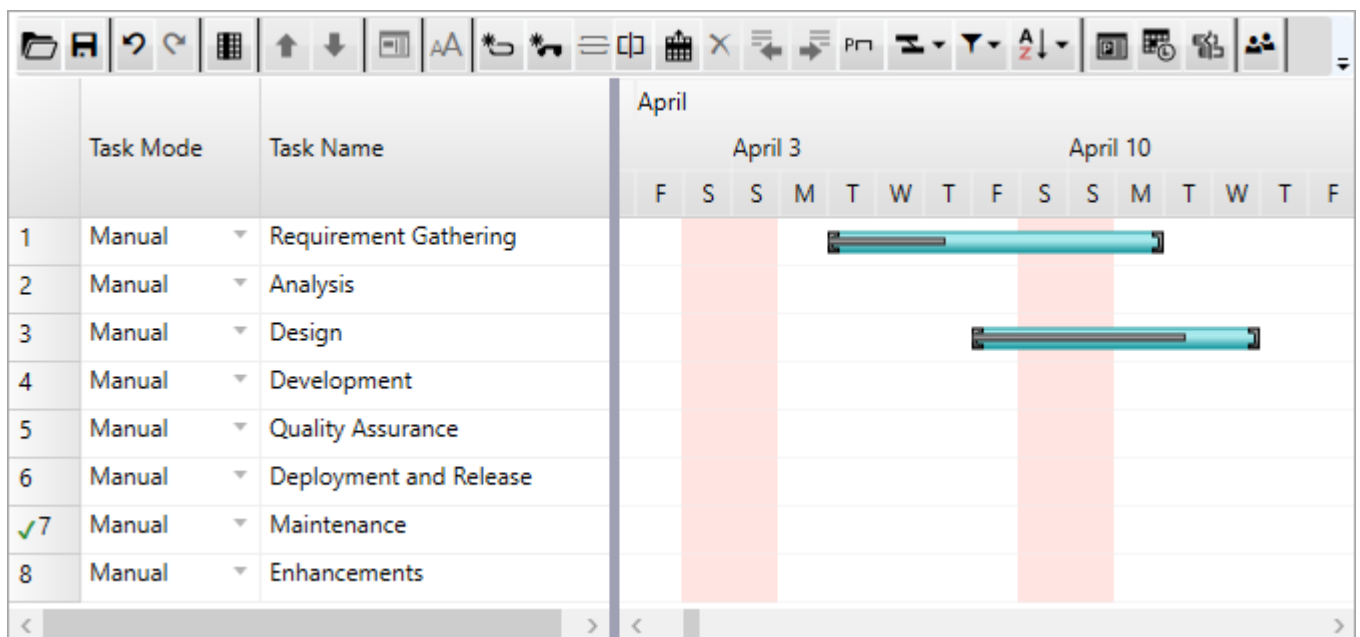 AA
P
A
Z
P
April
Task Mode Task Name April 3 April 10
F S S M T W T F S S M T W T F
1 Manual Requirement Gathering
2 Manual Analysis
3 Manual Design
4 Manual Development
5 Manual Quality Assurance
6 Manual Deployment and Release
7 Manual Maintenance
8 Manual Enhancements